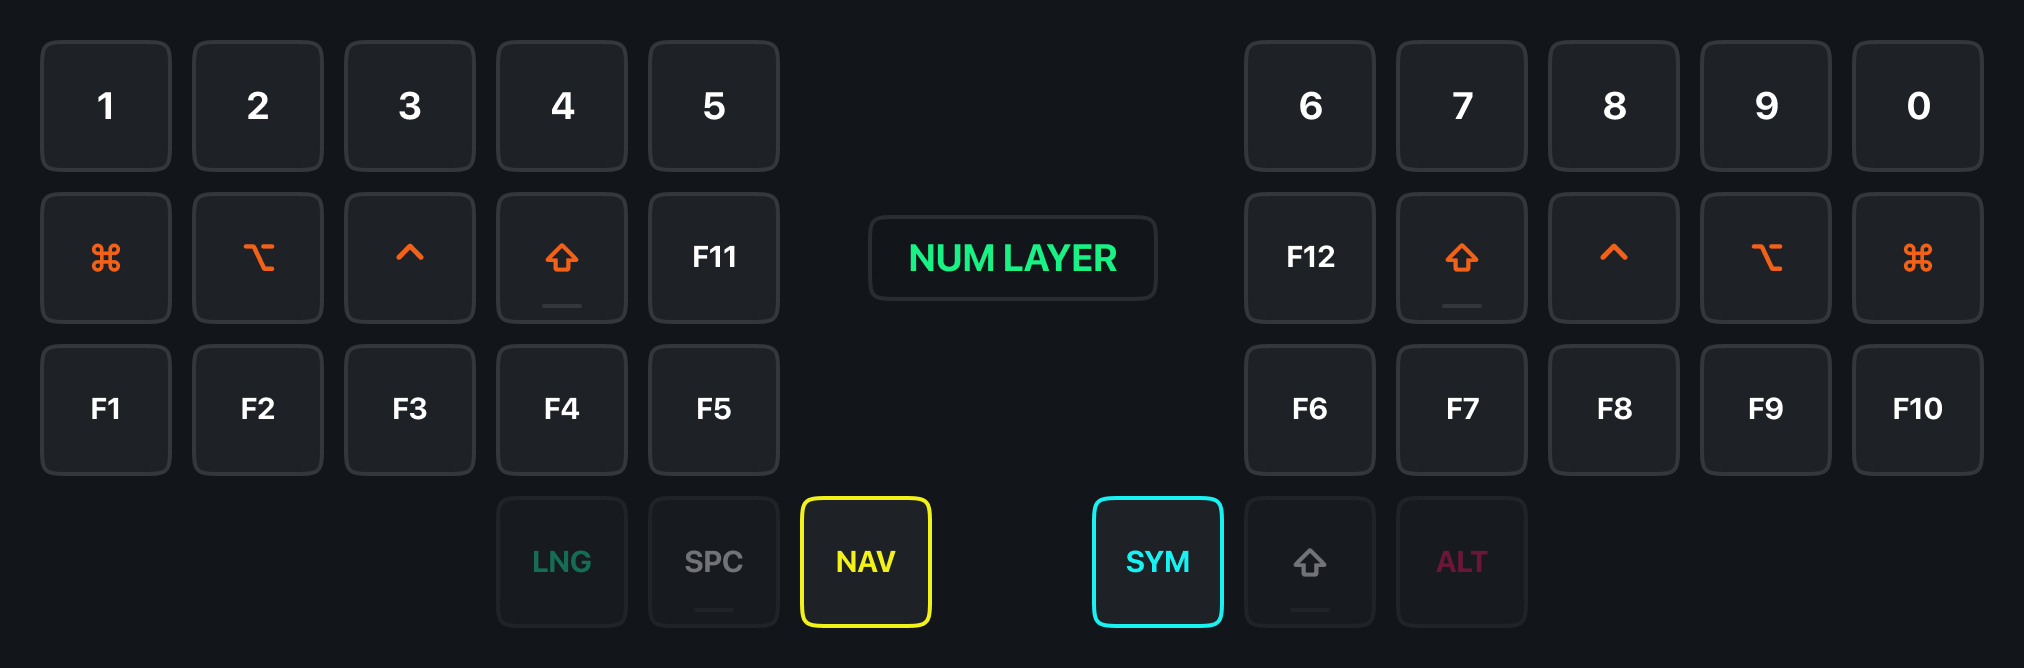 1 2 3 4 5 6 7 8 9 0
⌘ ⌥ ^ ⇧ F11 NUM LAYER F12 ⇧ ^ ⌥ ⌘
F1 F2 F3 F4 F5 F6 F7 F8 F9 F10
LNG SPC NAV SYM ⇧ ALT